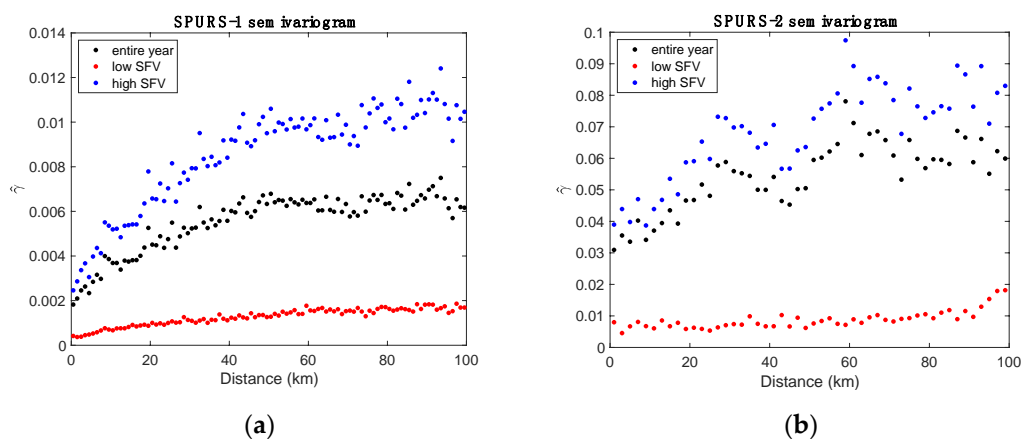 SPURS-1 semivariogram
0.014
0.012
0.01
0.008
0.006
0.004
0.002
0
γ̂
entire year
low SFV
high SFV
0 20 40 60 80 100
Distance (km)
(a)
SPURS-2 semivariogram
0.1
0.09
0.08
0.07
0.06
0.05
0.04
0.03
0.02
0.01
0
γ̂
entire year
low SFV
high SFV
0 20 40 60 80 100
Distance (km)
(b)